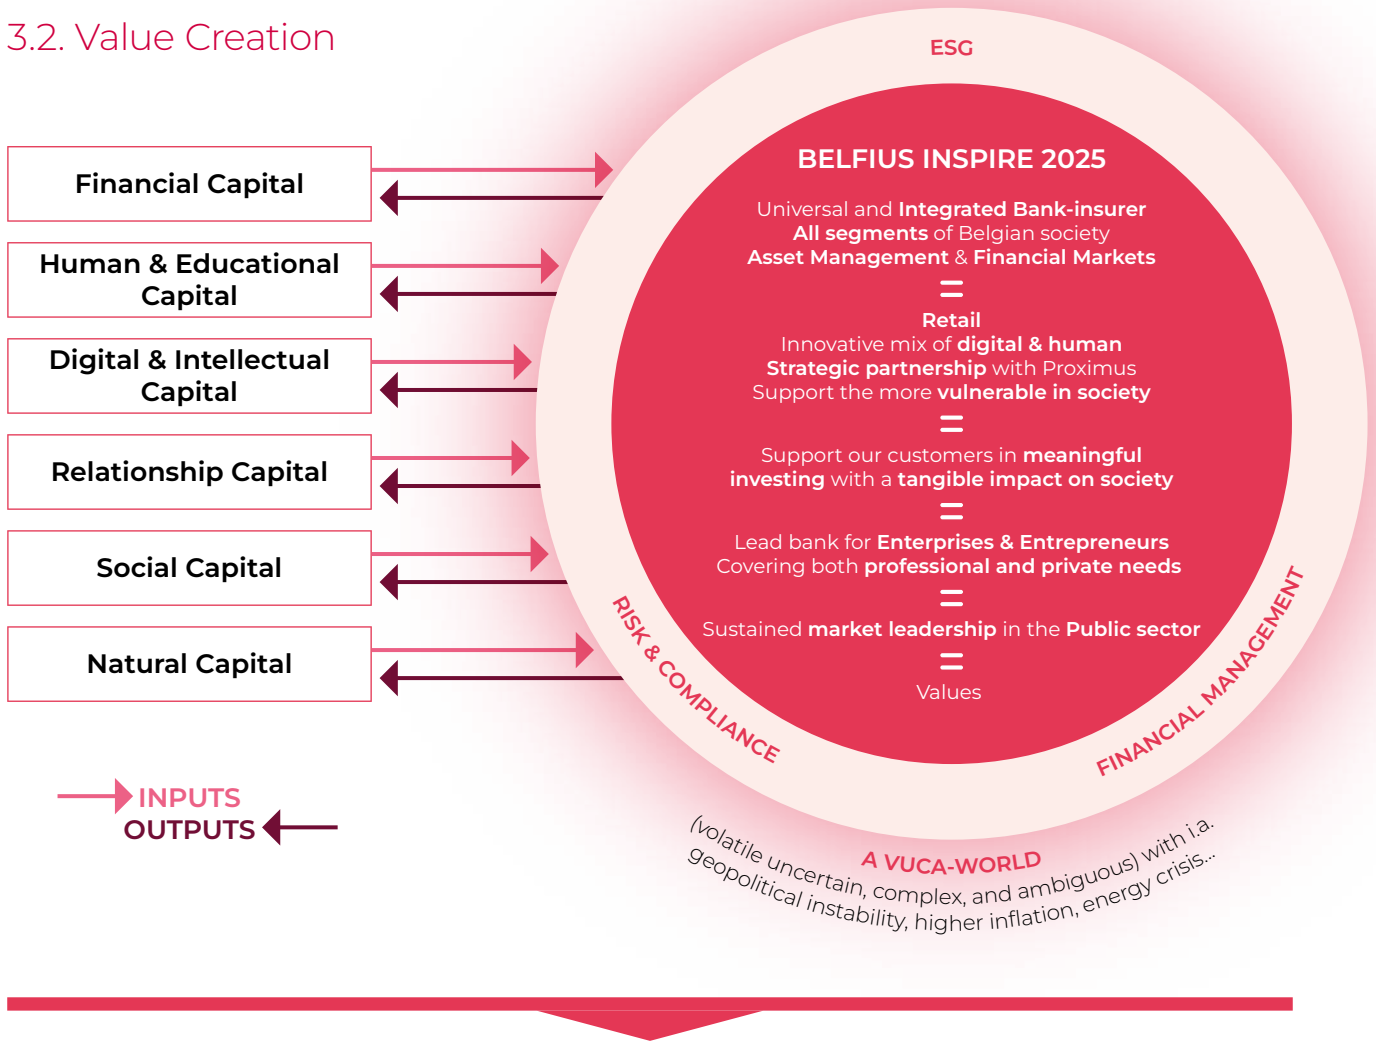 3.2. Value Creation
Financial Capital
Human & Educational
Capital
Digital & Intellectual
Capital
Relationship Capital
Social Capital
Natural Capital
INPUTS
OUTPUTS
ESG
BELFIUS INSPIRE 2025
Universal and Integrated Bank-insurer
All segments of Belgian society
Asset Management & Financial Markets
=
Retail
Innovative mix of digital & human
Strategic partnership with Proximus
Support the more vulnerable in society
=
Support our customers in meaningful
investing with a tangible impact on society
=
Lead bank for Enterprises & Entrepreneurs
Covering both professional and private needs
=
Sustained market leadership in the Public sector
=
Values
RISK & COMPLIANCE
FINANCIAL MANAGEMENT
A VUCA-WORLD
(volatile uncertain, complex, and ambiguous) with i.a.
geopolitical instability, higher inflation, energy crisis...